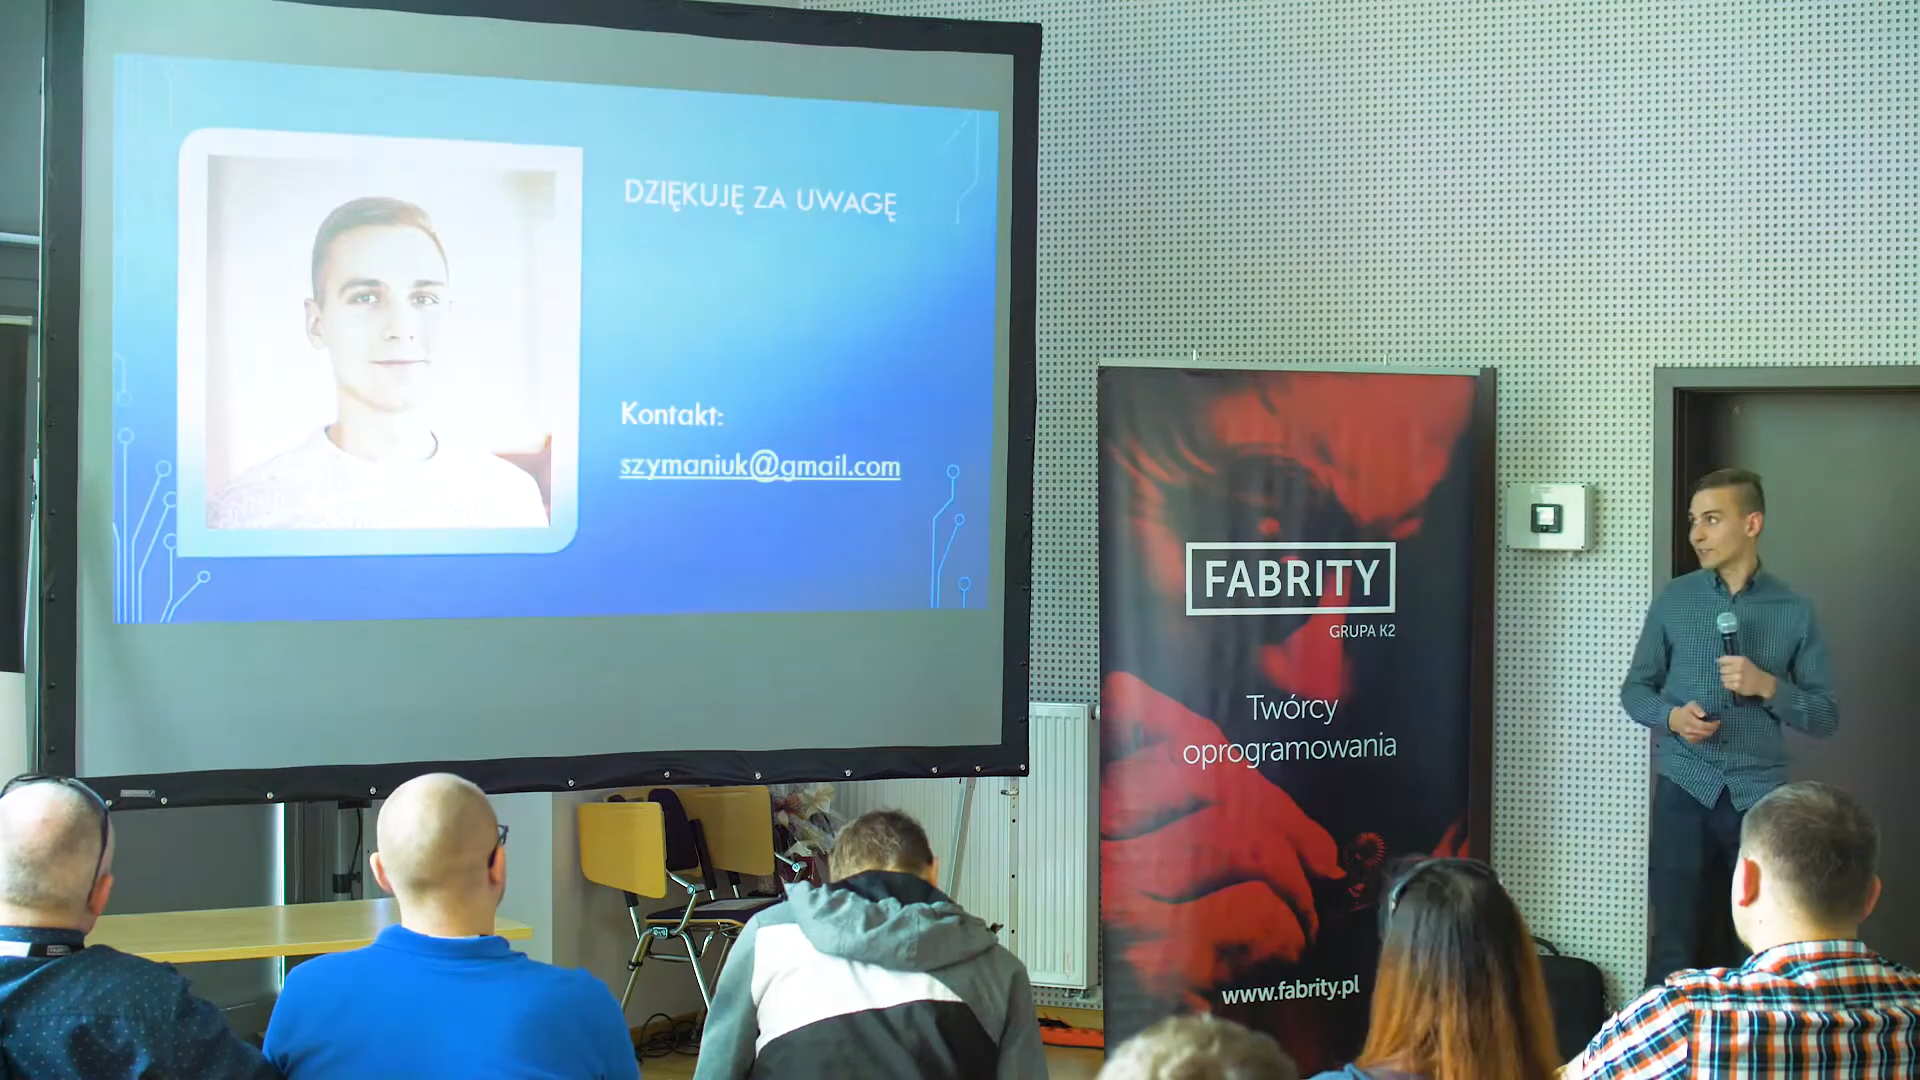 DZIĘKUJĘ ZA UWAGĘ
Kontakt:
szymaniuk@gmail.com
FABRITY
GRUPA K2
Twórcy
oprogramowania
www.fabrity.pl